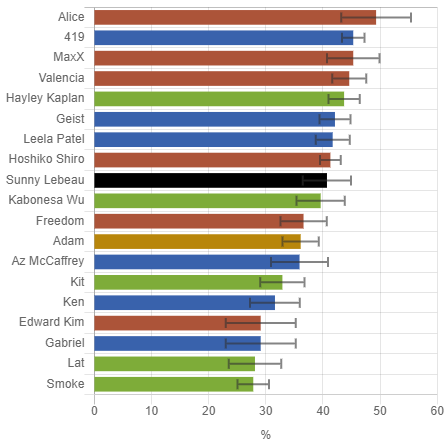 Alice
419
MaxX
Valencia
Hayley Kaplan
Geist
Leela Patel
Hoshiko Shiro
Sunny Lebeau
Kabonesa Wu
Freedom
Adam
Az McCaffrey
Kit
Ken
Edward Kim
Gabriel
Lat
Smoke
0 10 20 30 40 50 60
%